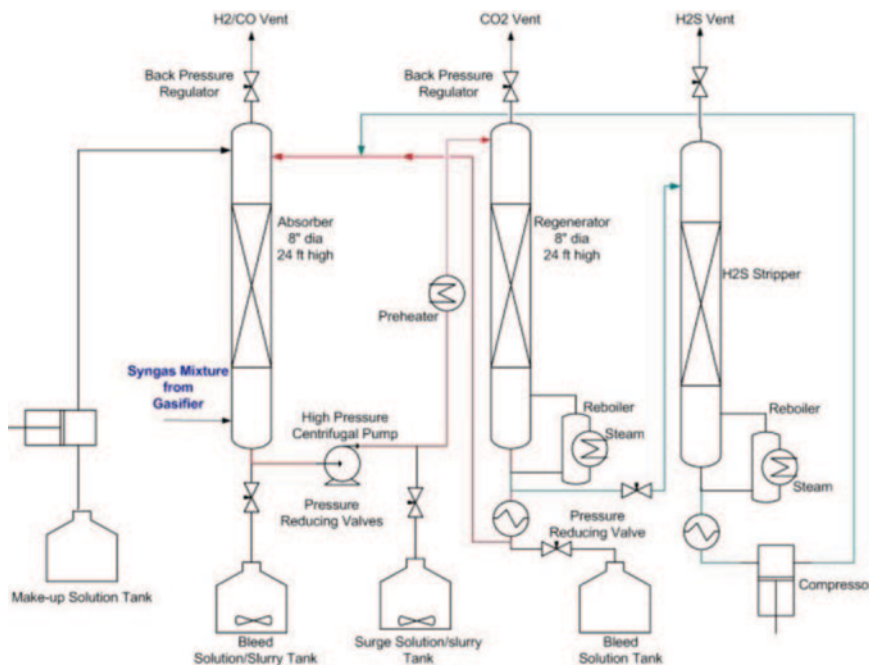 H2/CO Vent
CO2 Vent
H2S Vent
Back Pressure
Regulator
Back Pressure
Regulator
Absorber
8" dia
24 ft high
Regenerator
8" dia
24 ft high
H2S Stripper
Preheater
Syngas Mixture
from
Gasifier
High Pressure
Centrifugal Pump
Reboiler
Steam
Reboiler
Steam
Pressure
Reducing Valves
Pressure
Reducing Valve
Make-up Solution Tank
Compresso
Bleed
Solution/Slurry Tank
Surge Solution/slurry
Tank
Bleed
Solution Tank